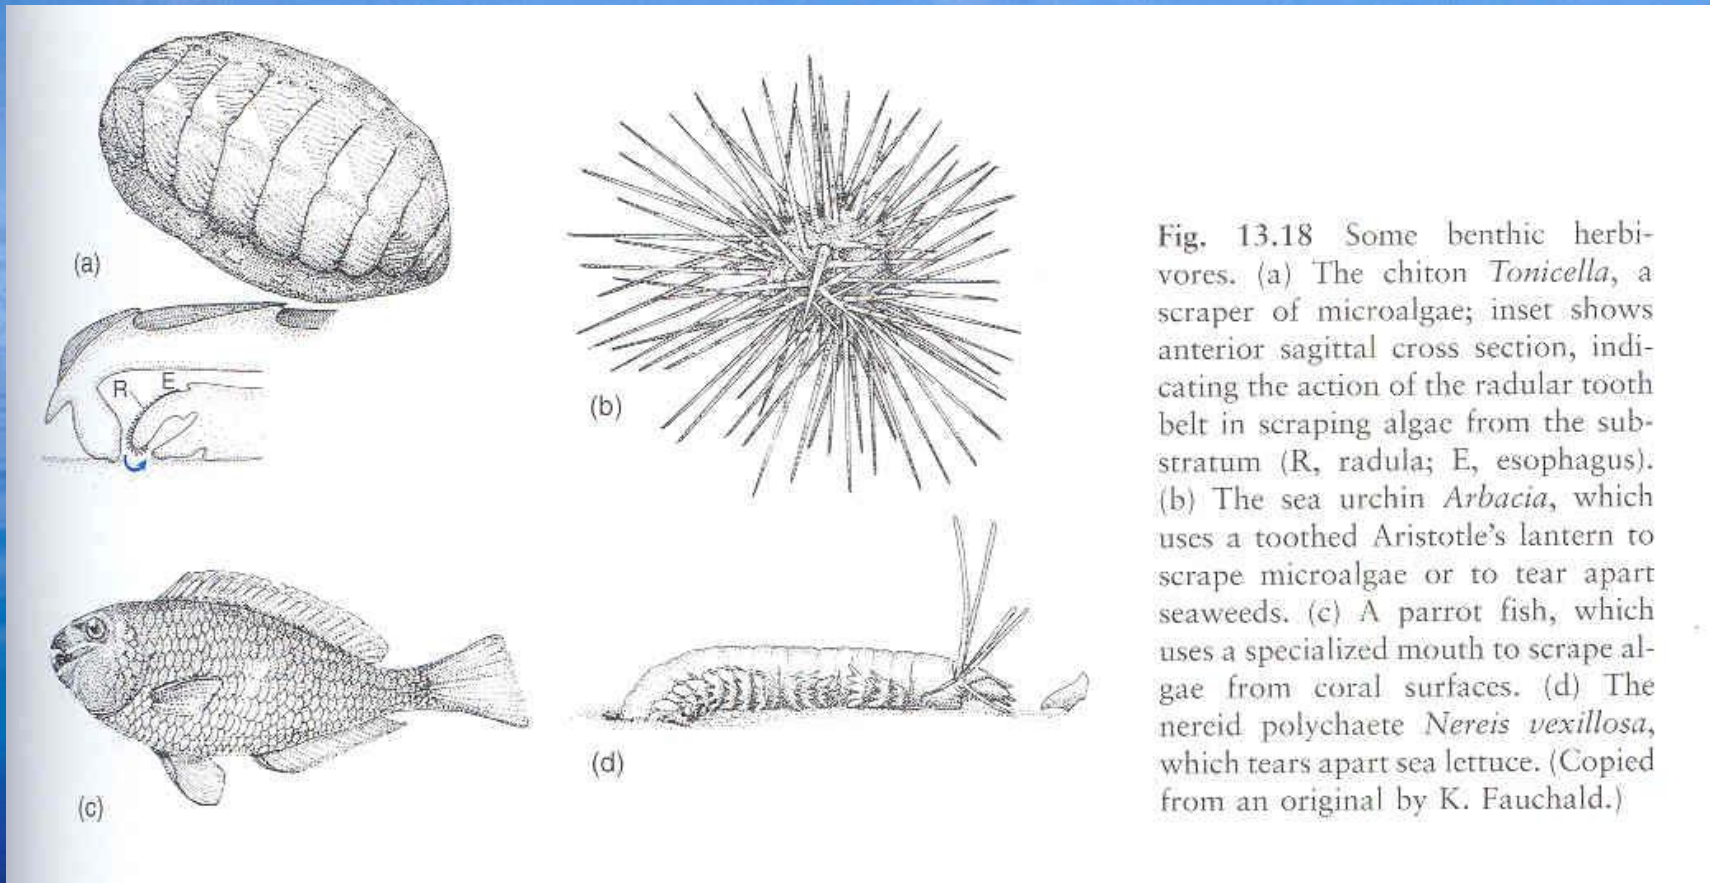 (a)
R
E
(b)
(c)
(d)
Fig. 13.18 Some benthic herbi-
vores. (a) The chiton Tonicella, a
scraper of microalgae; inset shows
anterior sagittal cross section, indi-
cating the action of the radular tooth
belt in scraping algae from the sub-
stratum (R, radula; E, esophagus).
(b) The sea urchin Arbacia, which
uses a toothed Aristotle's lantern to
scrape microalgae or to tear apart
seaweeds. (c) A parrot fish, which
uses a specialized mouth to scrape al-
gae from coral surfaces. (d) The
nereid polychaete Nereis vexillosa,
which tears apart sea lettuce. (Copied
from an original by K. Fauchald.)